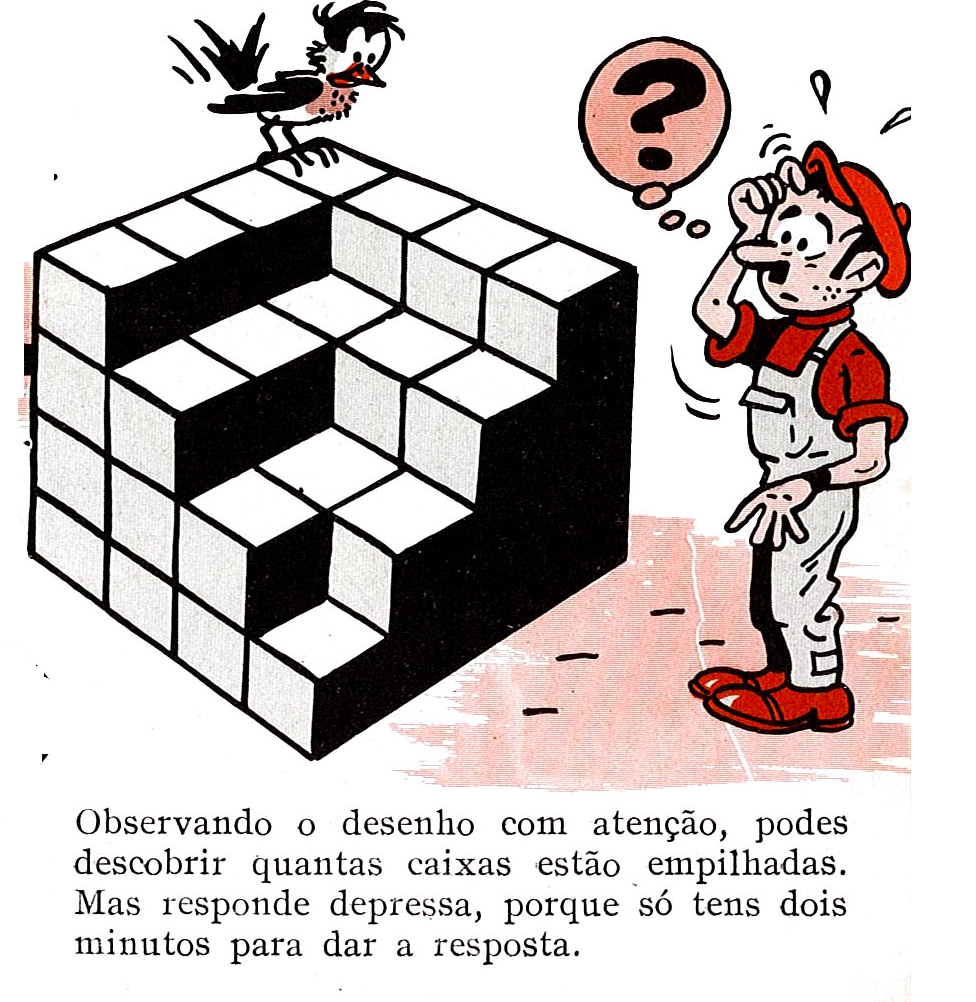 ?
Observando o desenho com atenção, podes
descobrir quantas caixas estão empilhadas.
Mas responde depressa, porque só tens dois
minutos para dar a resposta.